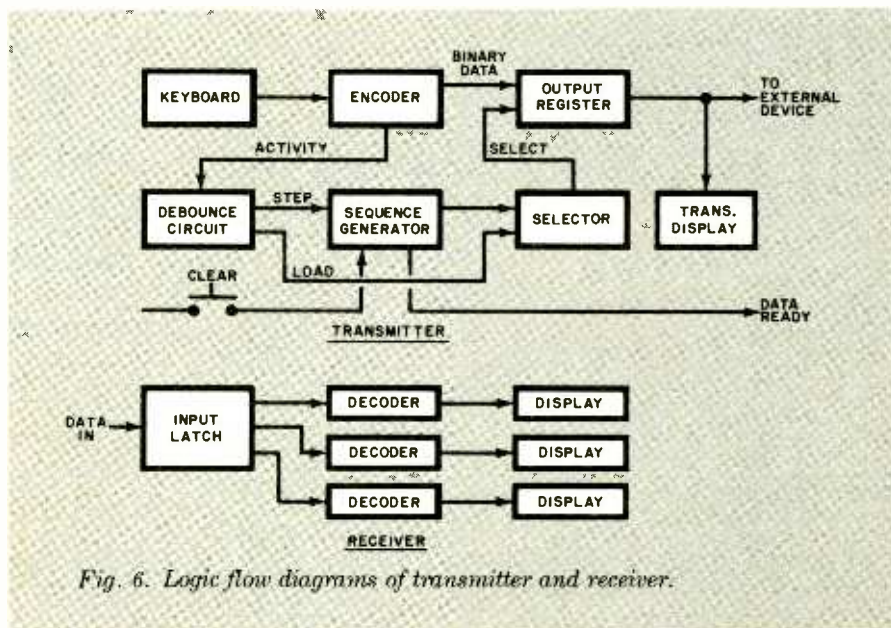 BINARY
DATA
KEYBOARD
ENCODER
OUTPUT
REGISTER
TO
EXTERNAL
DEVICE
ACTIVITY
SELECT
DEBOUNCE
CIRCUIT
STEP
SEQUENCE
GENERATOR
SELECTOR
TRANS.
DISPLAY
LOAD
CLEAR
DATA
READY
TRANSMITTER
DATA
IN
INPUT
LATCH
DECODER
DISPLAY
DECODER
DISPLAY
DECODER
DISPLAY
RECEIVER
Fig. 6. Logic flow diagrams of transmitter and receiver.